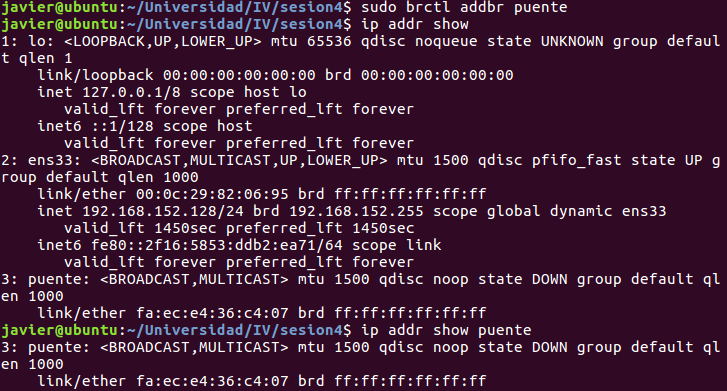 javier@ubuntu:~/Universidad/IV/sesion4$ sudo brctl addbr puente
javier@ubuntu:~/Universidad/IV/sesion4$ ip addr show
1: lo: <LOOPBACK,UP,LOWER_UP> mtu 65536 qdisc noqueue state UNKNOWN group defaul
t qlen 1
    link/loopback 00:00:00:00:00:00 brd 00:00:00:00:00:00
    inet 127.0.0.1/8 scope host lo
       valid_lft forever preferred_lft forever
    inet6 ::1/128 scope host
       valid_lft forever preferred_lft forever
2: ens33: <BROADCAST,MULTICAST,UP,LOWER_UP> mtu 1500 qdisc pfifo_fast state UP g
roup default qlen 1000
    link/ether 00:0c:29:82:06:95 brd ff:ff:ff:ff:ff:ff
    inet 192.168.152.128/24 brd 192.168.152.255 scope global dynamic ens33
       valid_lft 1450sec preferred_lft 1450sec
    inet6 fe80::2f16:5853:ddb2:ea71/64 scope link
       valid_lft forever preferred_lft forever
3: puente: <BROADCAST,MULTICAST> mtu 1500 qdisc noop state DOWN group default ql
en 1000
    link/ether fa:ec:e4:36:c4:07 brd ff:ff:ff:ff:ff:ff
javier@ubuntu:~/Universidad/IV/sesion4$ ip addr show puente
3: puente: <BROADCAST,MULTICAST> mtu 1500 qdisc noop state DOWN group default ql
en 1000
    link/ether fa:ec:e4:36:c4:07 brd ff:ff:ff:ff:ff:ff